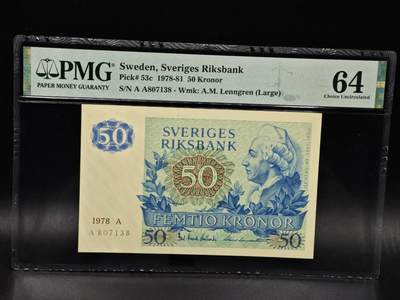 PMG
PAPER MONEY GUARANTY
Sweden, Sveriges Riksbank
Pick# 53c 1978-81 50 Kronor
S/N A A807138 - Wmk: A.M. Lenngren (Large)
64
Choice Uncirculated
50
SVERIGES
RIKSBANK
50
1978 A
A 807138
FEMTIO KRONOR
50
50